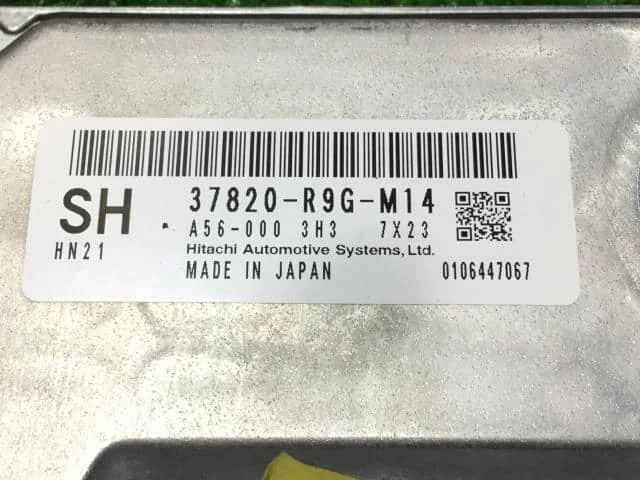 SH
37820-R9G-M14
A56-000 3H3 7X23
HN21
Hitachi Automotive Systems, Ltd.
MADE IN JAPAN
0106447067